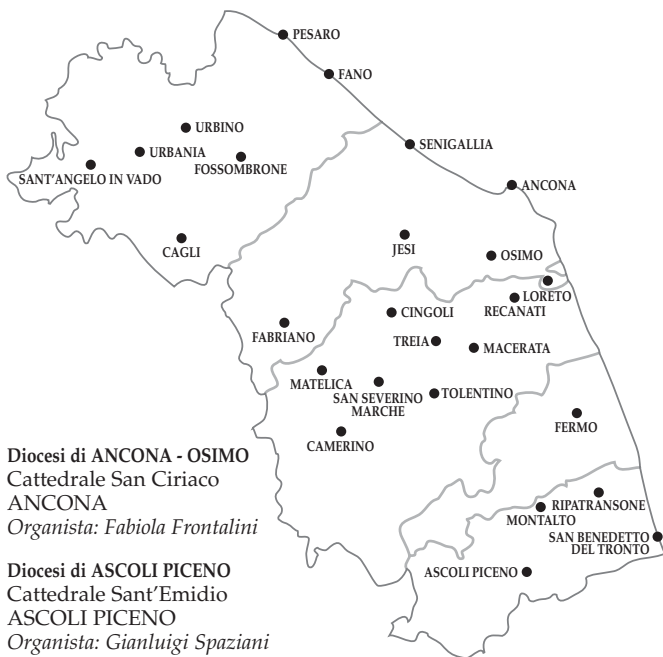 PESARO
FANO
URBINO
URBANIA
SENIGALLIA
FOSSOMBRONE
SANT'ANGELO IN VADO
ANCONA
JESI
CAGLI
OSIMO
LORETO
RECANATI
CINGOLI
FABRIANO
TREIA
MACERATA
MATELICA
SAN SEVERINO
MARCHE
TOLENTINO
FERMO
CAMERINO
RIPATRANSONE
MONTALTO
SAN BENEDETTO
DEL TRONTO
ASCOLI PICENO
Diocesi di ANCONA - OSIMO
Cattedrale San Ciriaco
ANCONA
Organista: Fabiola Frontalini
Diocesi di ASCOLI PICENO
Cattedrale Sant'Emidio
ASCOLI PICENO
Organista: Gianluigi Spaziani